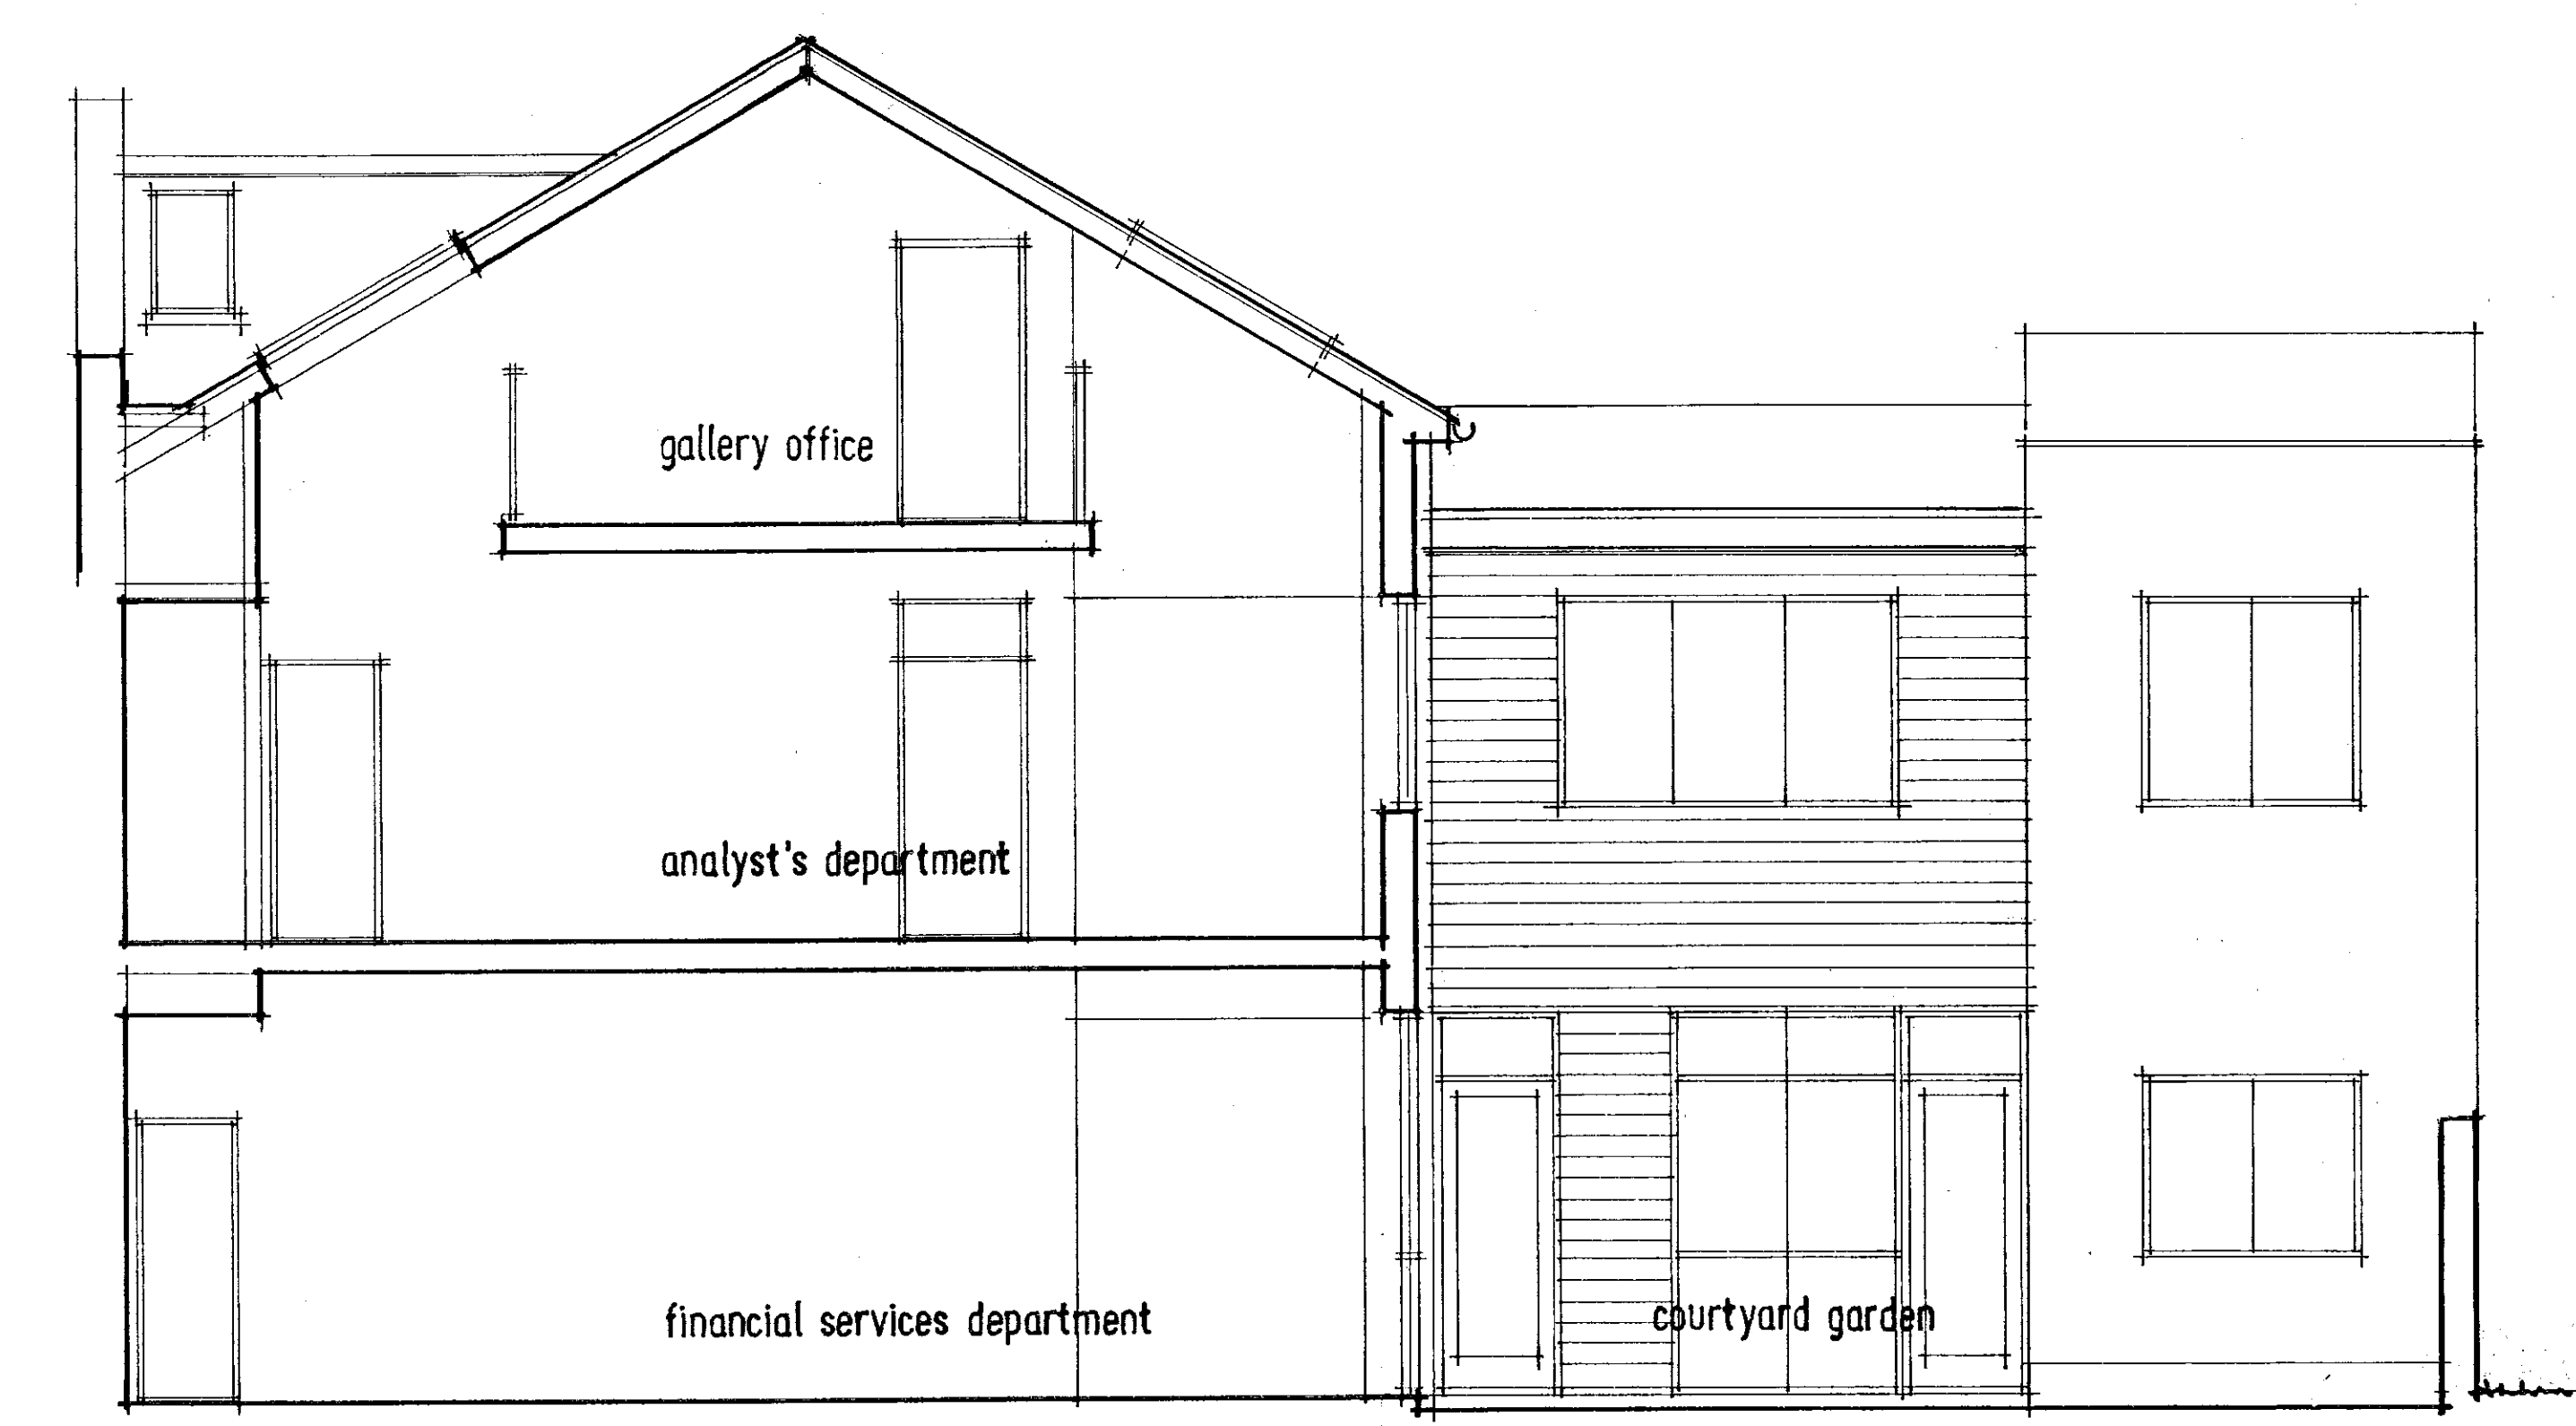 gallery office
analyst's department
financial services department
courtyard garden